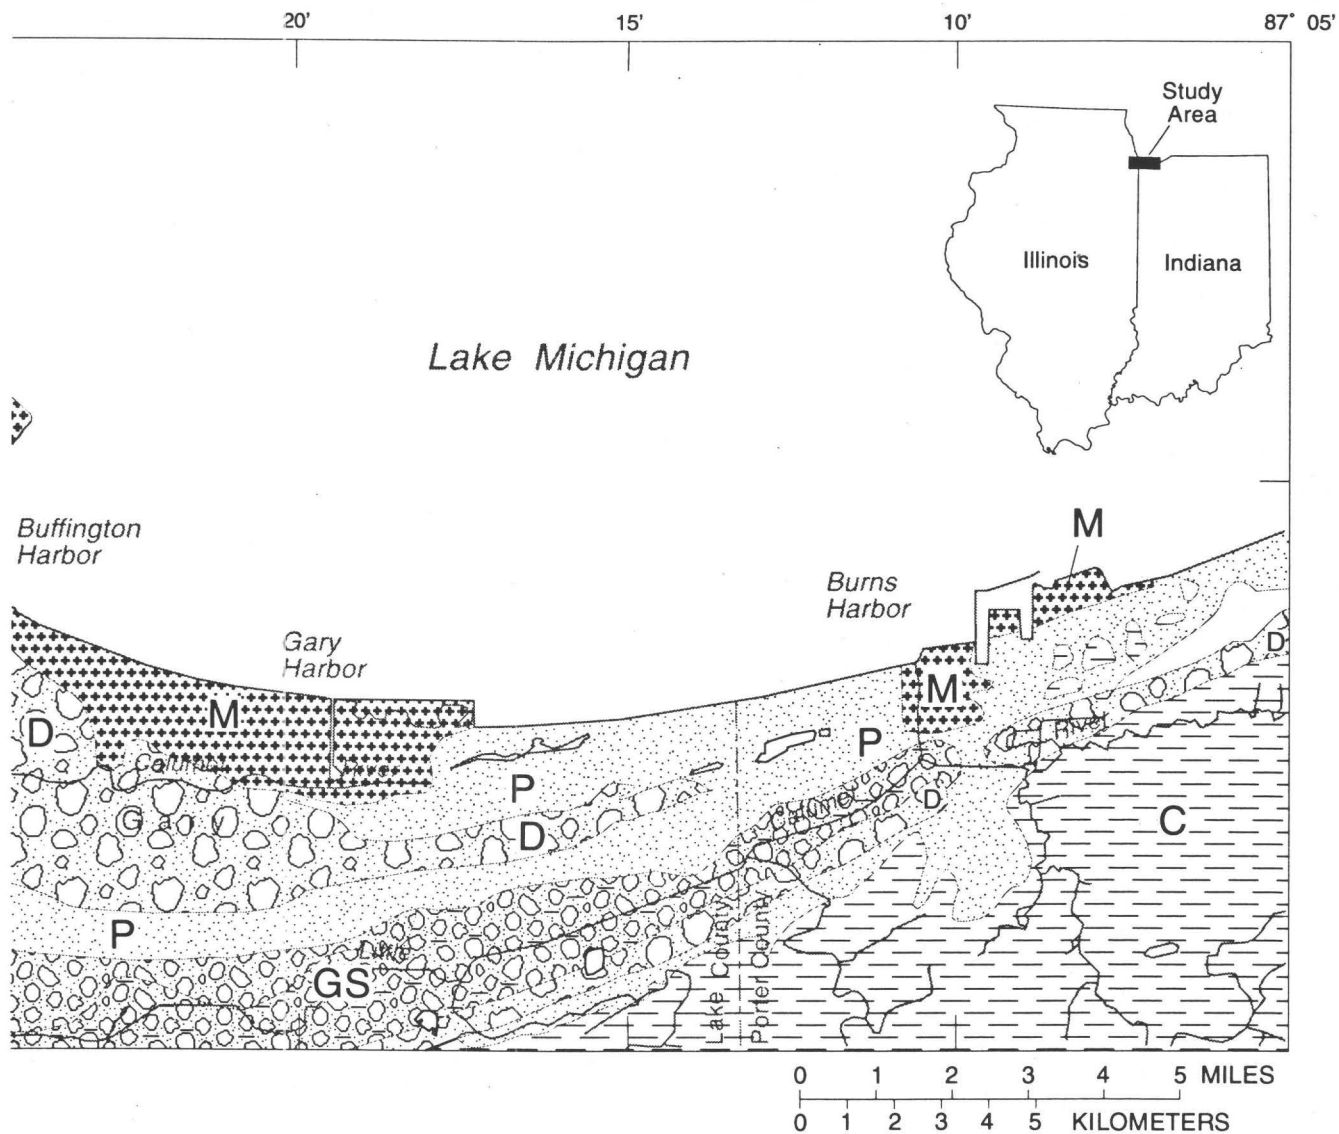 20'
15'
10'
87° 05'
Study
Area
Illinois
Indiana
Lake Michigan
Buffington
Harbor
Gary
Harbor
Burns
Harbor
M
M
M
D
D
D
D
P
P
P
C
GS
Gary
River
Lake County
Porter County
0 1 2 3 4 5 MILES
0 1 2 3 4 5 KILOMETERS